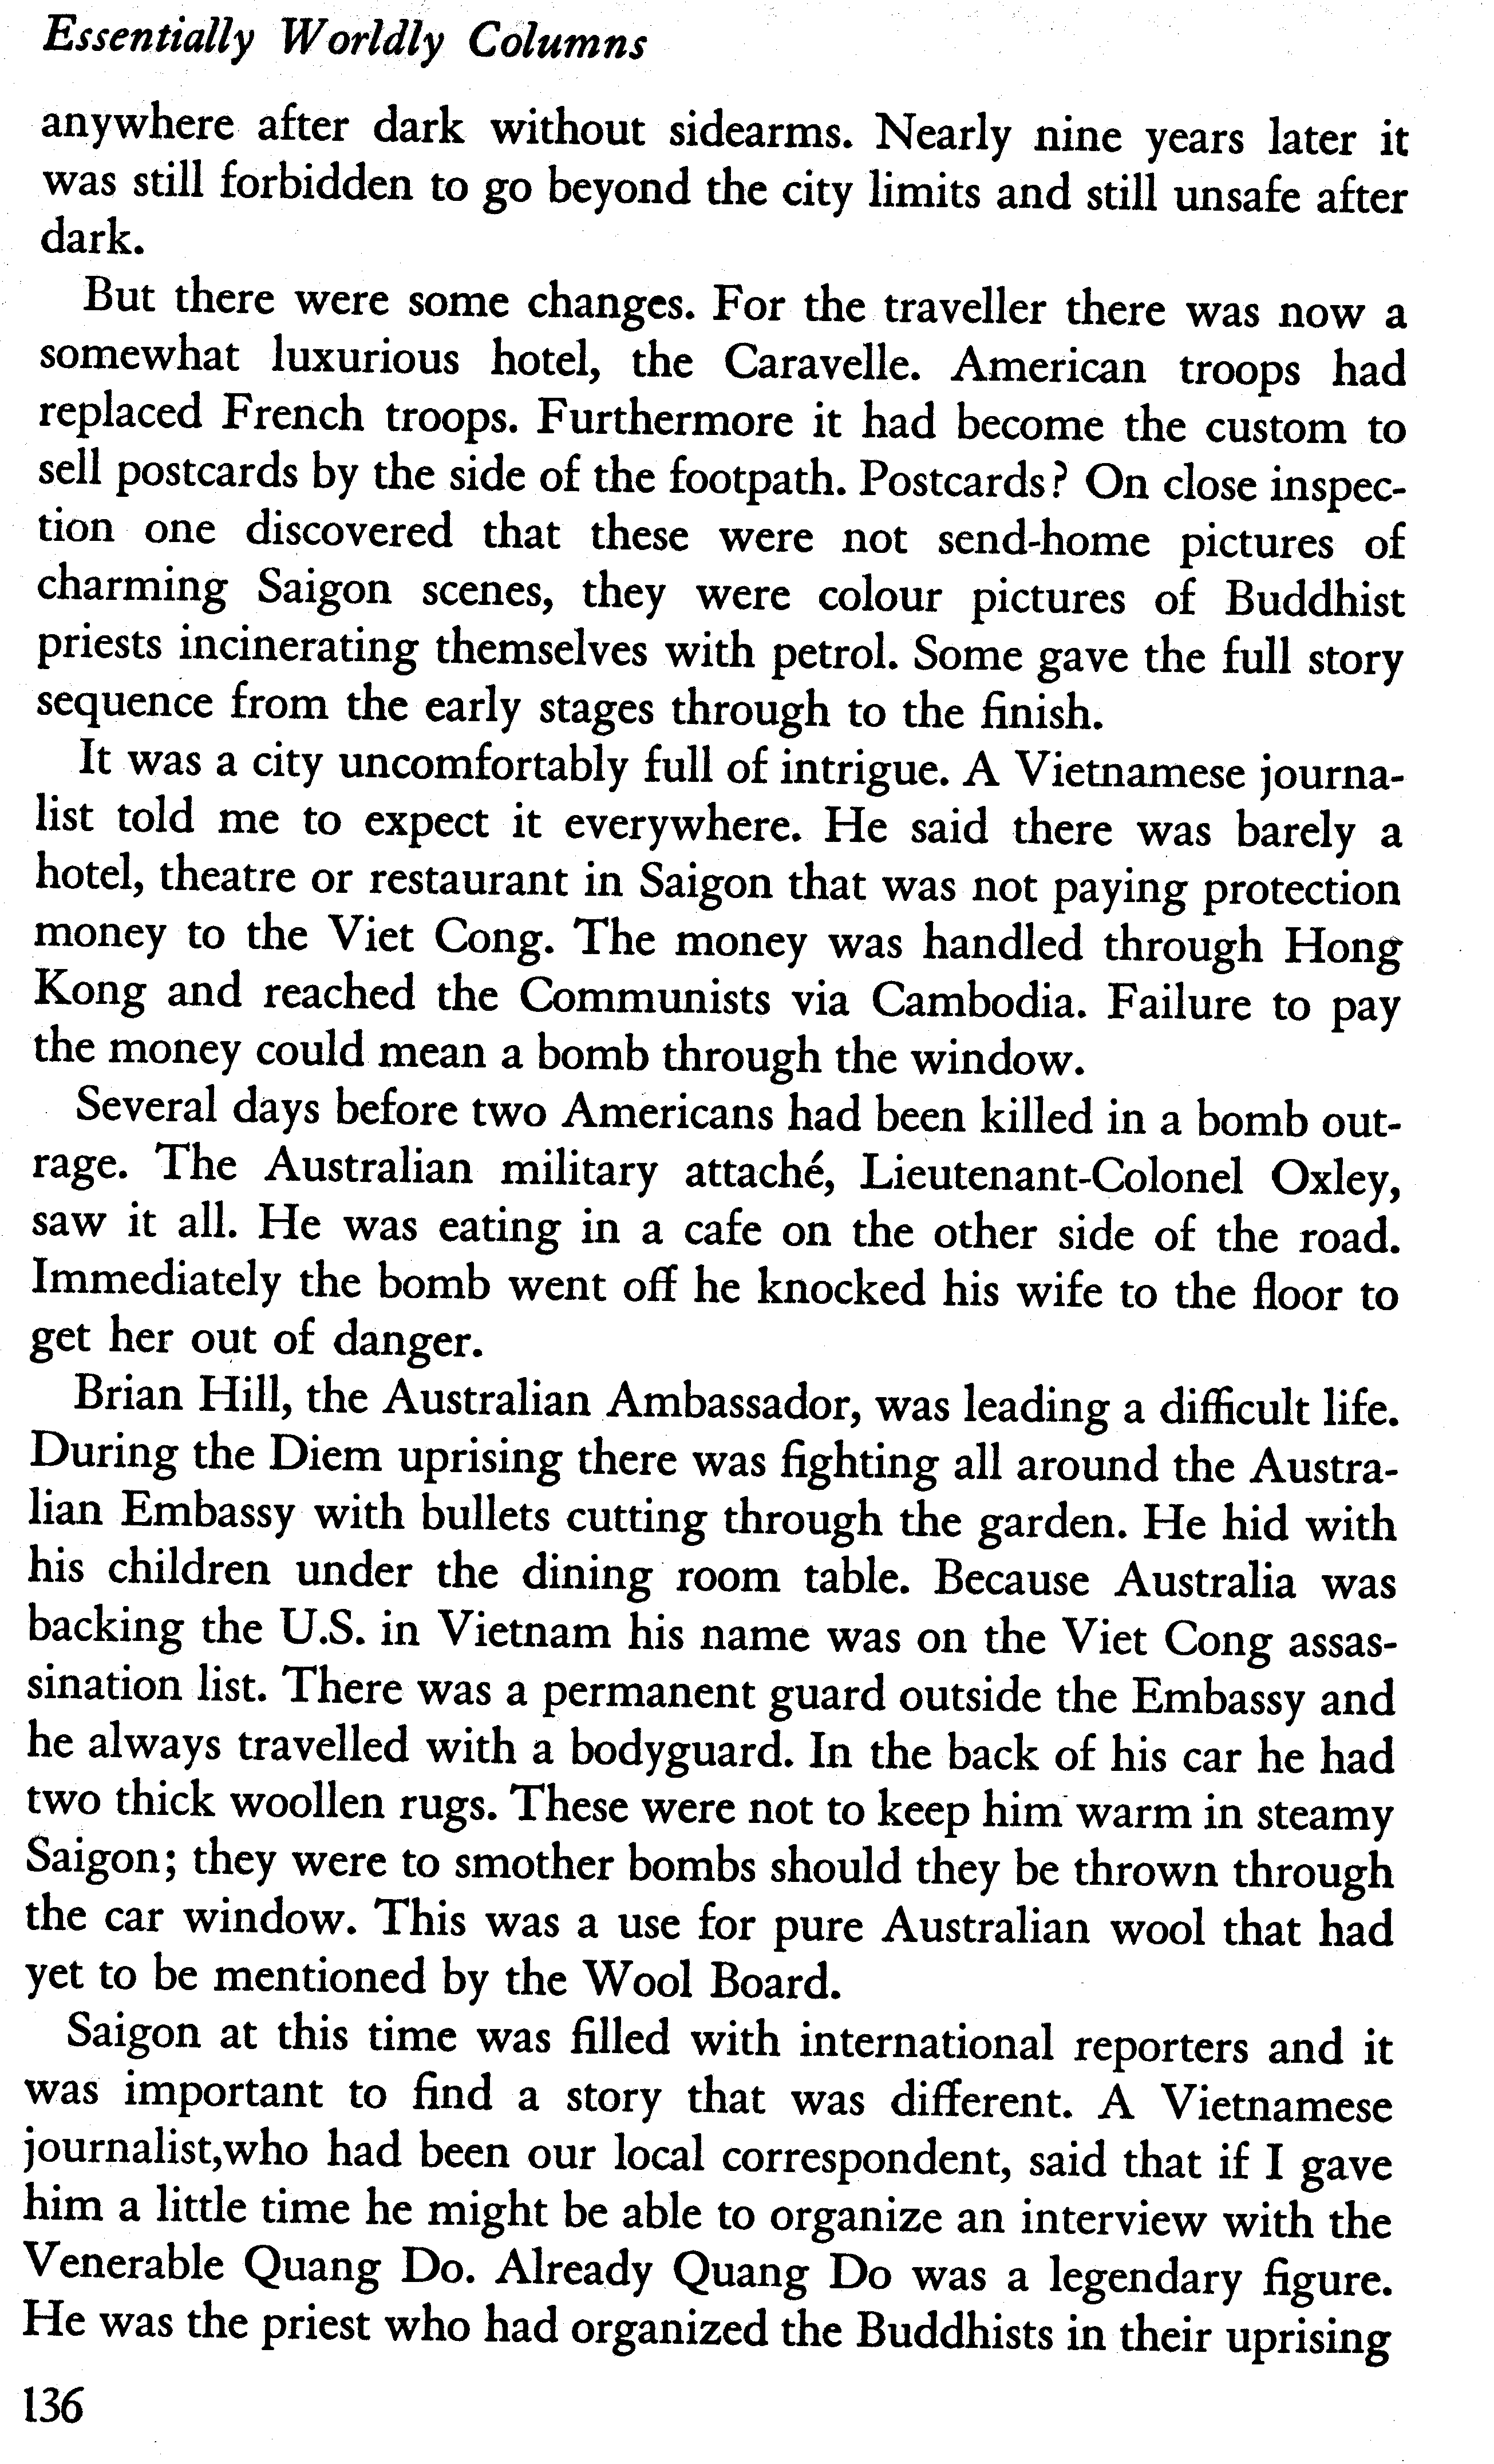 Essentially Worldly Columns
anywhere after dark without sidearms. Nearly nine years later it
was still forbidden to go beyond the city limits and still unsafe after
dark.
But there were some changes. For the traveller there was now a
somewhat luxurious hotel, the Caravelle. American troops had
replaced French troops. Furthermore it had become the custom to
sell postcards by the side of the footpath. Postcards? On close inspec-
tion one discovered that these were not send-home pictures of
charming Saigon scenes, they were colour pictures of Buddhist
priests incinerating themselves with petrol. Some gave the full story
sequence from the early stages through to the finish.
It was a city uncomfortably full of intrigue. A Vietnamese journa-
list told me to expect it everywhere. He said there was barely a
hotel, theatre or restaurant in Saigon that was not paying protection
money to the Viet Cong. The money was handled through Hong
Kong and reached the Communists via Cambodia. Failure to pay
the money could mean a bomb through the window.
Several days before two Americans had been killed in a bomb out-
rage. The Australian military attaché, Lieutenant-Colonel Oxley,
saw it all. He was eating in a cafe on the other side of the road.
Immediately the bomb went off he knocked his wife to the floor to
get her out of danger.
Brian Hill, the Australian Ambassador, was leading a difficult life.
During the Diem uprising there was fighting all around the Austra-
lian Embassy with bullets cutting through the garden. He hid with
his children under the dining room table. Because Australia was
backing the U.S. in Vietnam his name was on the Viet Cong assas-
sination list. There was a permanent guard outside the Embassy and
he always travelled with a bodyguard. In the back of his car he had
two thick woollen rugs. These were not to keep him warm in steamy
Saigon; they were to smother bombs should they be thrown through
the car window. This was a use for pure Australian wool that had
yet to be mentioned by the Wool Board.
Saigon at this time was filled with international reporters and it
was important to find a story that was different. A Vietnamese
journalist,who had been our local correspondent, said that if I gave
him a little time he might be able to organize an interview with the
Venerable Quang Do. Already Quang Do was a legendary figure.
He was the priest who had organized the Buddhists in their uprising
136